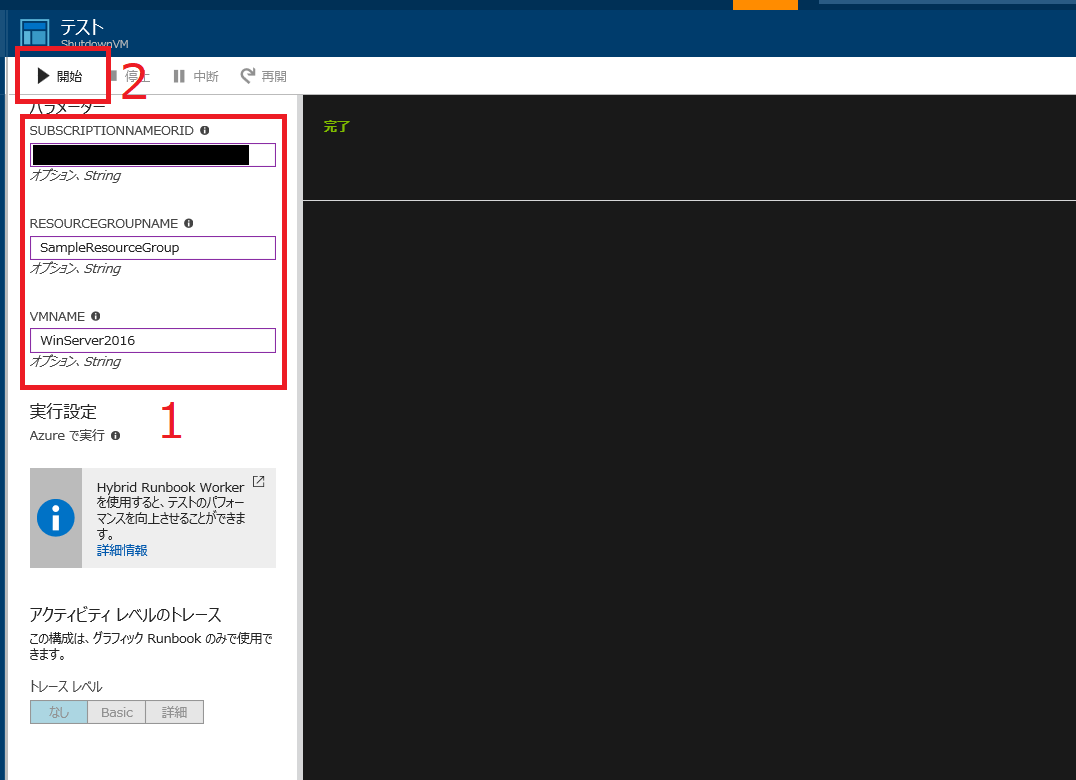 テスト
ShutdownVM
開始
停止
中断
再開
2
パラメーター
SUBSCRIPTIONNAMEORID
オプション、String
RESOURCEGROUPNAME
SampleResourceGroup
オプション、String
VMNAME
WinServer2016
オプション、String
1
実行設定
Azure で実行
Hybrid Runbook Worker
を使用すると、テストのパフォー
マンスを向上させることができま
す。
詳細情報
アクティビティ レベルのトレース
この構成は、グラフィック Runbook のみで使用で
きます。
トレース レベル
なし
Basic
詳細
完了